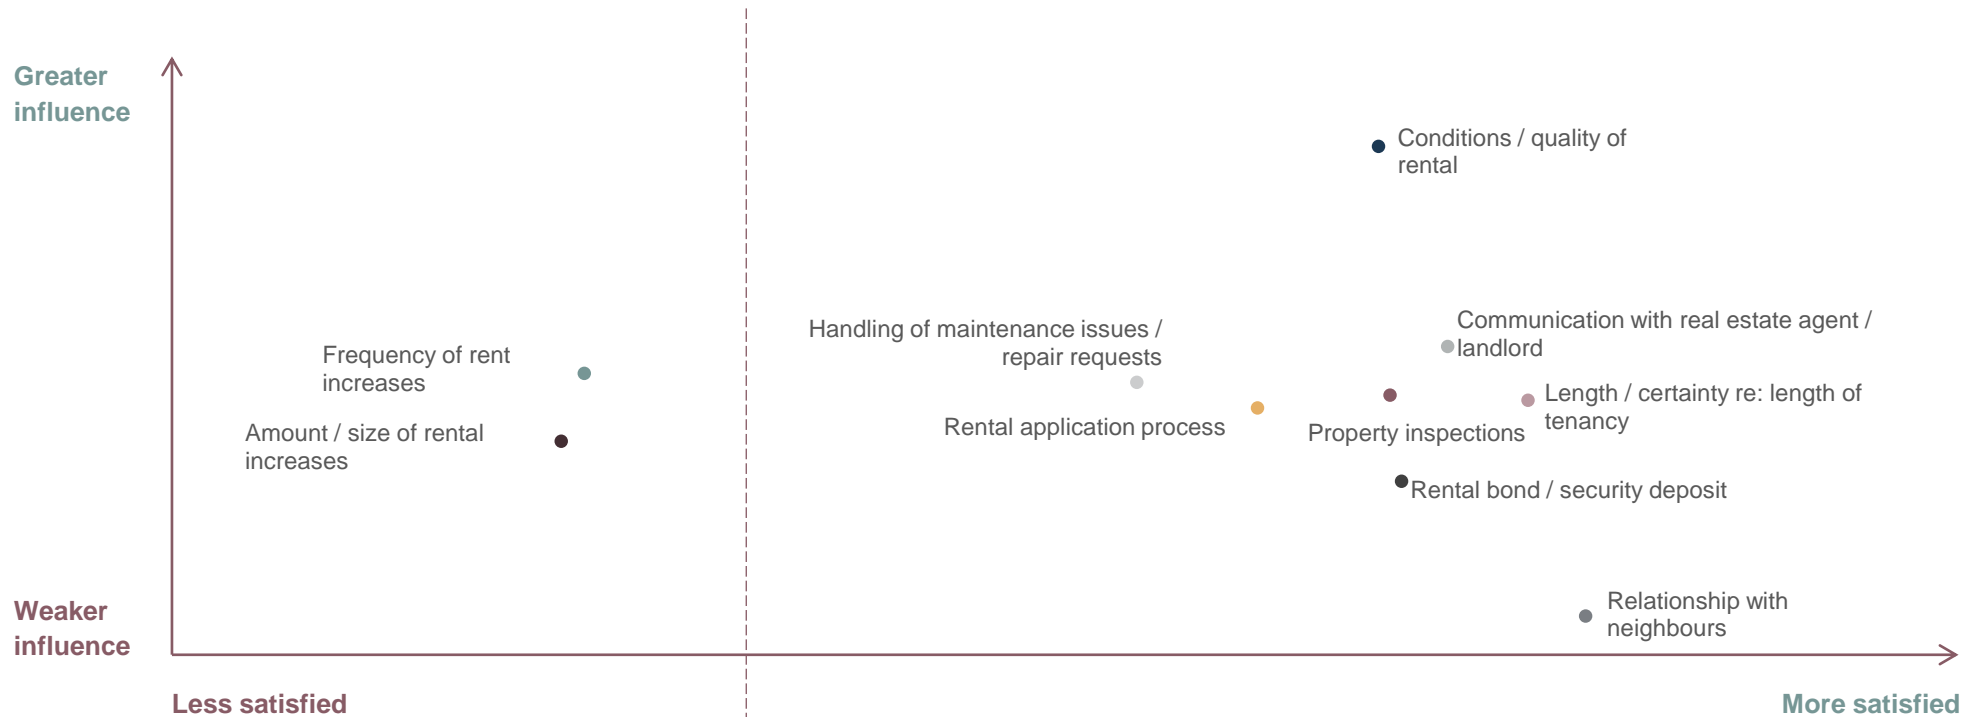 Greater
influence
Conditions / quality of
rental
Handling of maintenance issues /
repair requests
Communication with real estate agent /
landlord
Frequency of rent
increases
Length / certainty re: length of
tenancy
Rental application process
Property inspections
Amount / size of rental
increases
Rental bond / security deposit
Relationship with
neighbours
Weaker
influence
Less satisfied
More satisfied